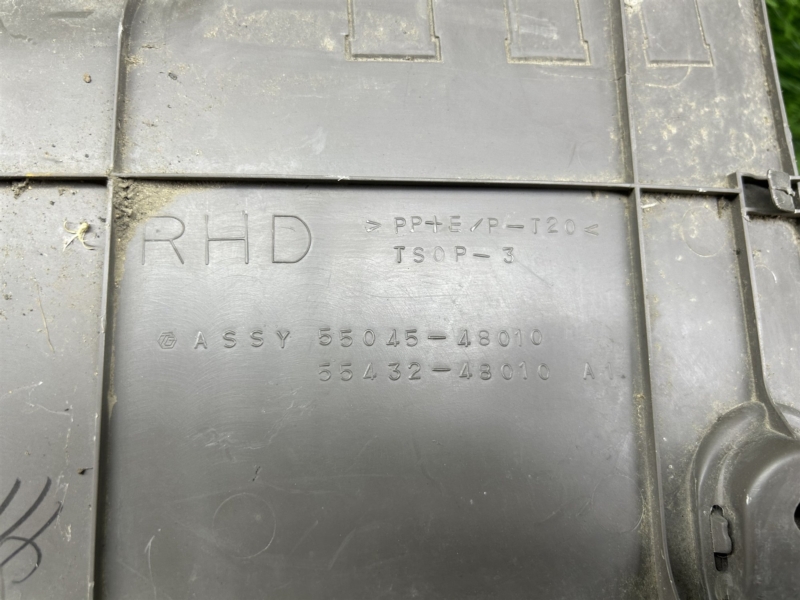 RHD
>PP+E/P-T20<
TSOP-3
ASSY 55045-48010
55432-48010 A